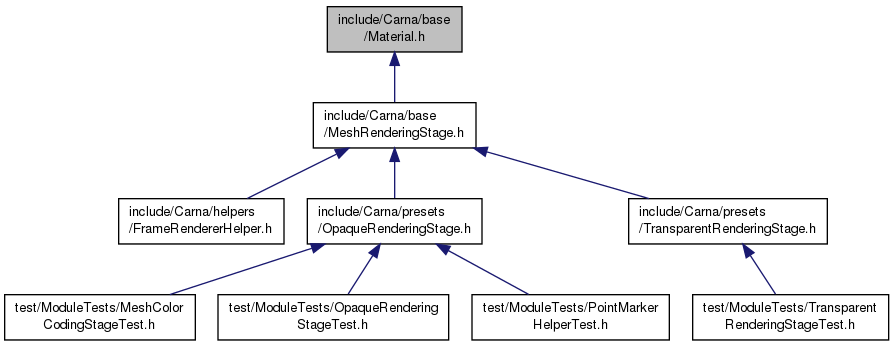 include/Carna/base
/Material.h
include/Carna/base
/MeshRenderingStage.h
include/Carna/helpers
/FrameRendererHelper.h
include/Carna/presets
/OpaqueRenderingStage.h
include/Carna/presets
/TransparentRenderingStage.h
test/ModuleTests/MeshColor
CodingStageTest.h
test/ModuleTests/OpaqueRendering
StageTest.h
test/ModuleTests/PointMarker
HelperTest.h
test/ModuleTests/Transparent
RenderingStageTest.h